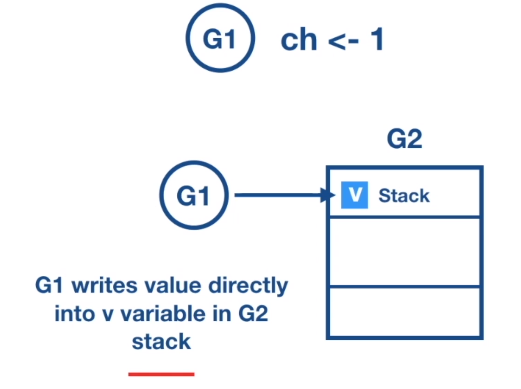 G1 ch <- 1
G2
G1
V Stack
G1 writes value directly
into v variable in G2
stack